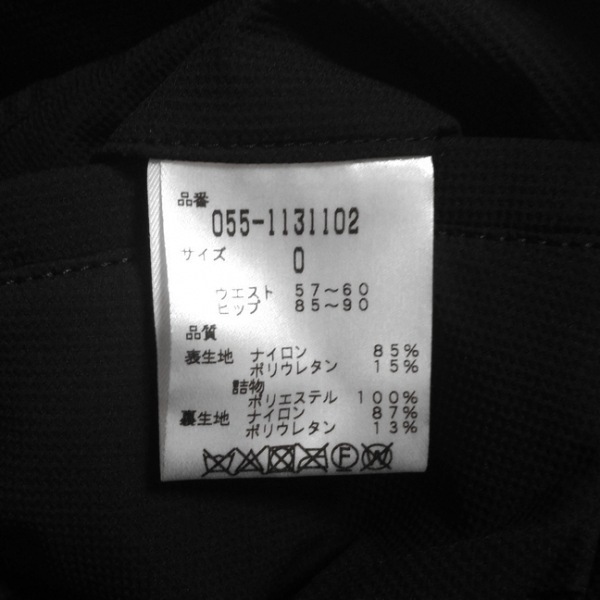 品番
055-1131102
サイズ 0
ウエスト 57～60
ヒップ 85～90
品質
表生地 ナイロン 85%
ポリウレタン 15%
詰物
ポリエステル 100%
裏生地 ナイロン 87%
ポリウレタン 13%
F W